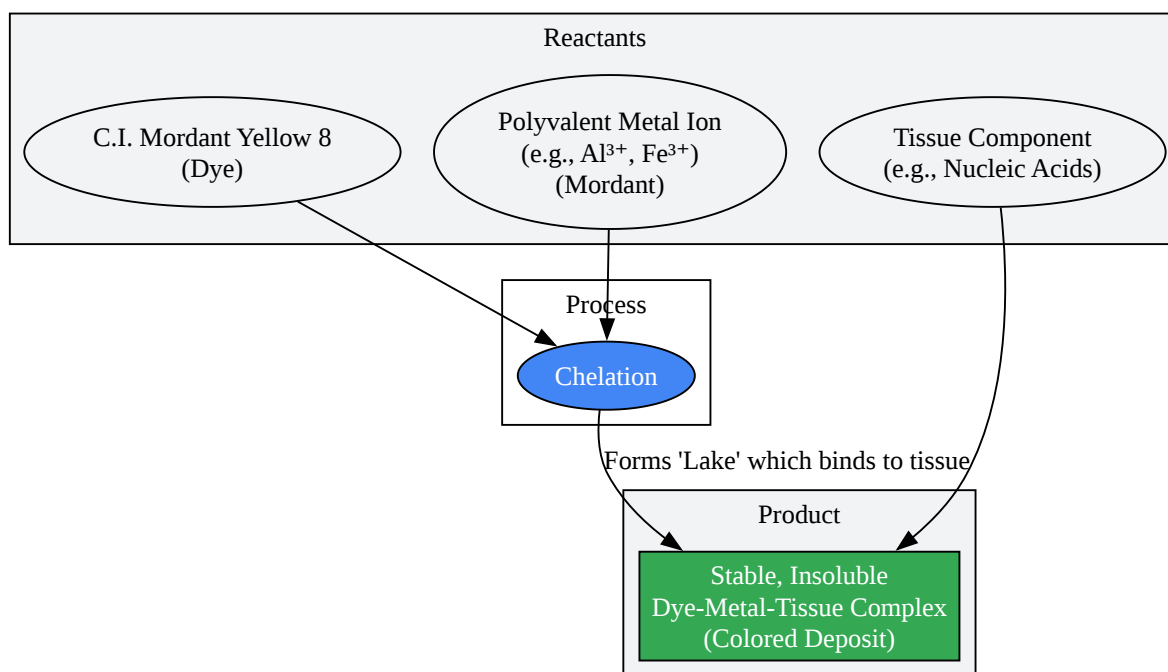 Reactants
C.I. Mordant Yellow 8
(Dye)
Polyvalent Metal Ion
(e.g., Al³⁺, Fe³⁺)
(Mordant)
Tissue Component
(e.g., Nucleic Acids)
Process
Chelation
Forms 'Lake' which binds to tissue
Product
Stable, Insoluble
Dye-Metal-Tissue Complex
(Colored Deposit)